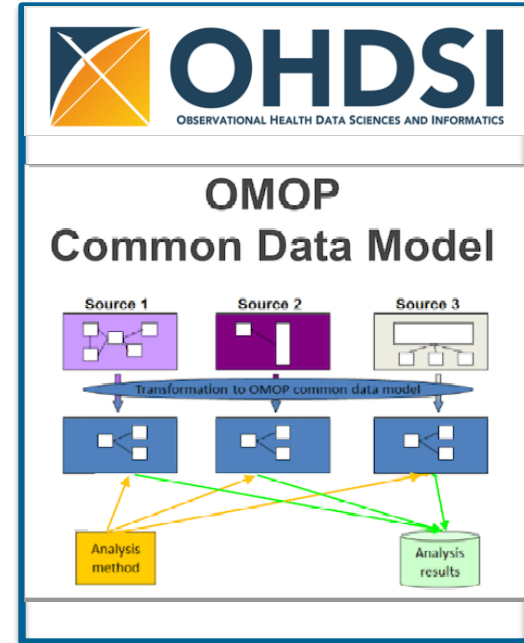 OHDSI
OBSERVATIONAL HEALTH DATA SCIENCES AND INFORMATICS
OMOP
Common Data Model
Source 1 Source 2 Source 3
Transformation to OMOP common data model
Analysis
method
Analysis
results